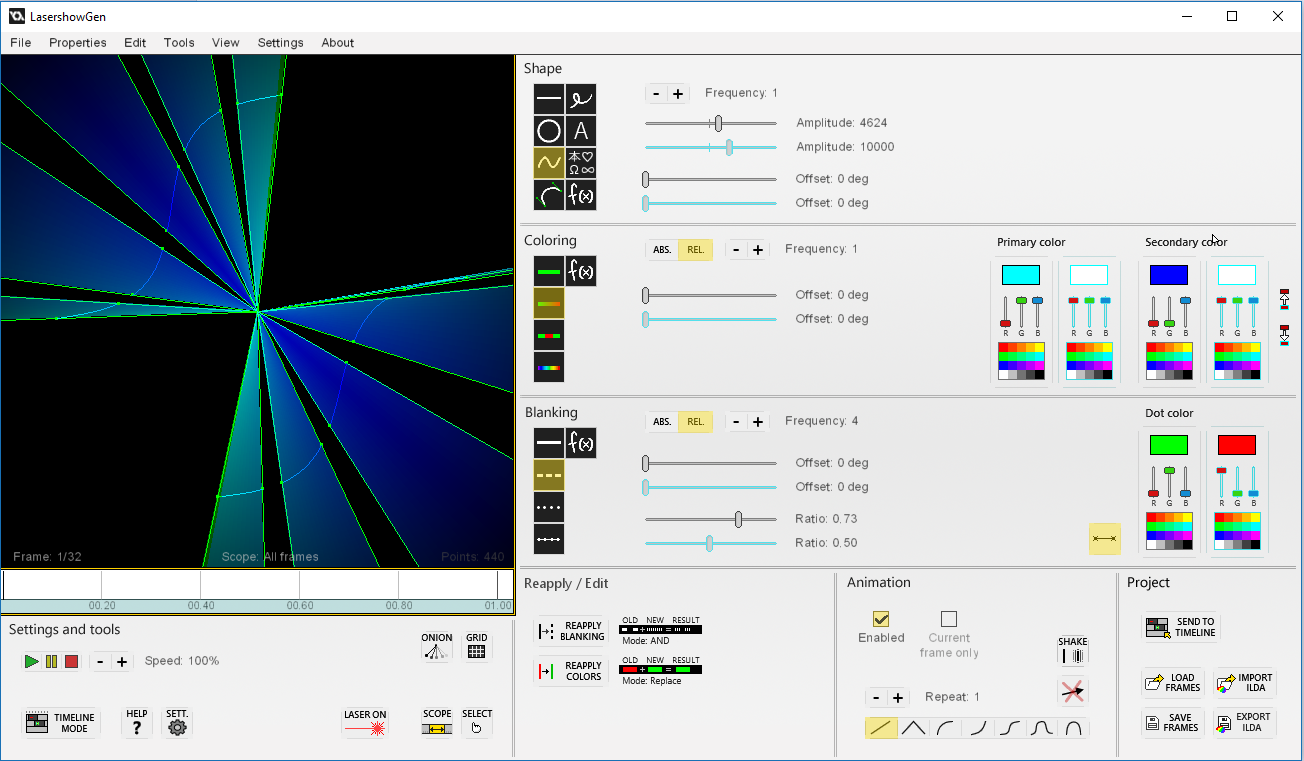 LasershowGen
File Properties Edit Tools View Settings About
Frame: 1/32 Scope: All frames Points: 440
00.20 00.40 00.60 00.80 01.00
Settings and tools
Speed: 100%
ONION GRID
TIMELINE MODE
HELP ?
SETT.
LASER ON
SCOPE
SELECT
Shape
A
本♡
Ω∞
f(x)
- + Frequency: 1
Amplitude: 4624
Amplitude: 10000
Offset: 0 deg
Offset: 0 deg
Coloring
f(x)
ABS. REL. - + Frequency: 1
Offset: 0 deg
Offset: 0 deg
Primary color Secondary color
R G B R G B R G B R G B
Blanking
f(x)
ABS. REL. - + Frequency: 4
Offset: 0 deg
Offset: 0 deg
Ratio: 0.73
Ratio: 0.50
Dot color
R G B R G B
Reapply / Edit
REAPPLY BLANKING
OLD NEW RESULT
Mode: AND
REAPPLY COLORS
OLD NEW RESULT
Mode: Replace
Animation
Enabled
Current
frame only
SHAKE
- + Repeat: 1
Project
SEND TO
TIMELINE
LOAD FRAMES
IMPORT ILDA
SAVE FRAMES
EXPORT ILDA